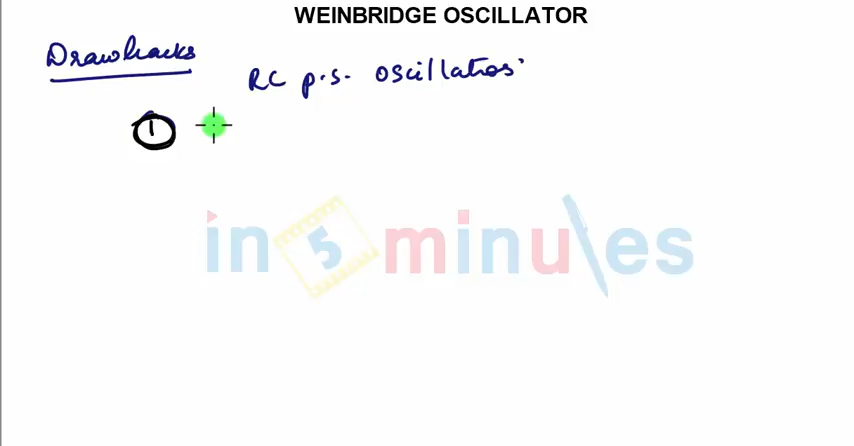 WEINBRIDGE OSCILLATOR
Drawbacks
RC p.s. oscillator
1
in 5 minutes